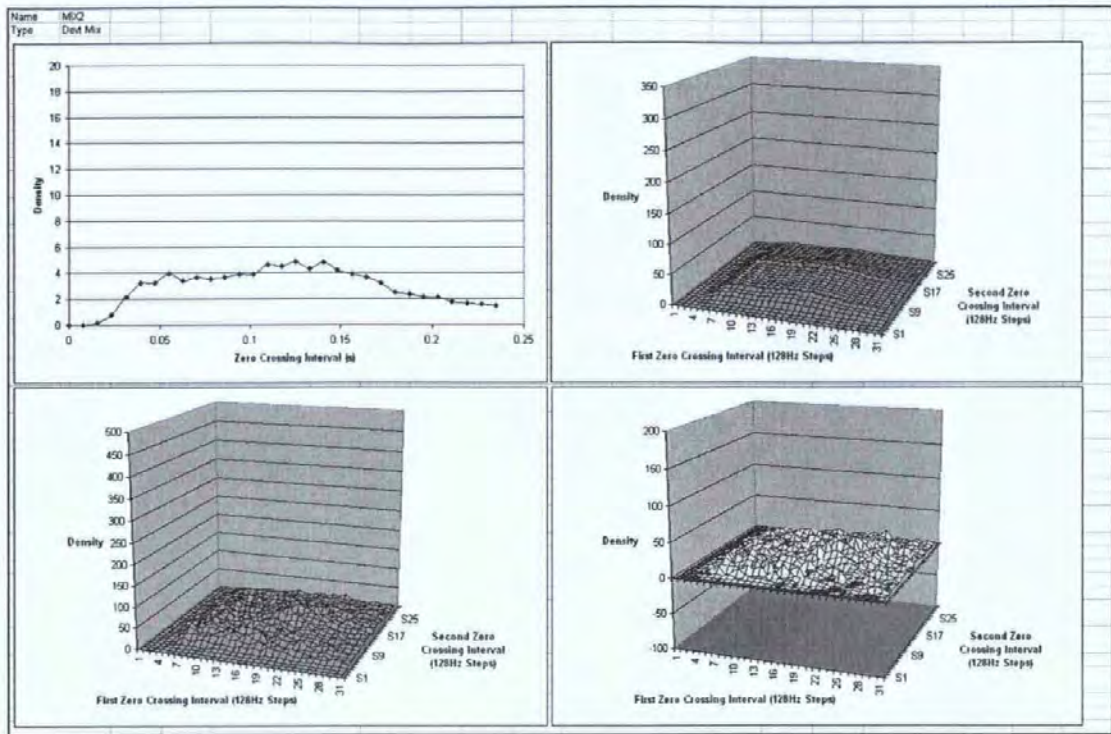 Name MIX2
Type Devt Mix
20
18
16
14
12
10
8
6
4
2
0
Density
0 0.05 0.1 0.15 0.2 0.25
Zero Crossing Interval (s)
350
300
250
200
150
100
50
0
Density
1 4 7 10 13 16 19 22 25 28 31
S1 S9 S17 S25
Second Zero
Crossing Interval
(128Hz Steps)
First Zero Crossing Interval (128Hz Steps)
500
450
400
350
300
250
200
150
100
50
0
Density
1 4 7 10 13 16 19 22 25 28 31
S1 S9 S17 S25
Second Zero
Crossing Interval
(128Hz Steps)
First Zero Crossing Interval (128Hz Steps)
200
150
100
50
0
-50
-100
Density
1 4 7 10 13 16 19 22 25 28 31
S1 S9 S17 S25
Second Zero
Crossing Interval
(128Hz Steps)
First Zero Crossing Interval (128Hz Steps)